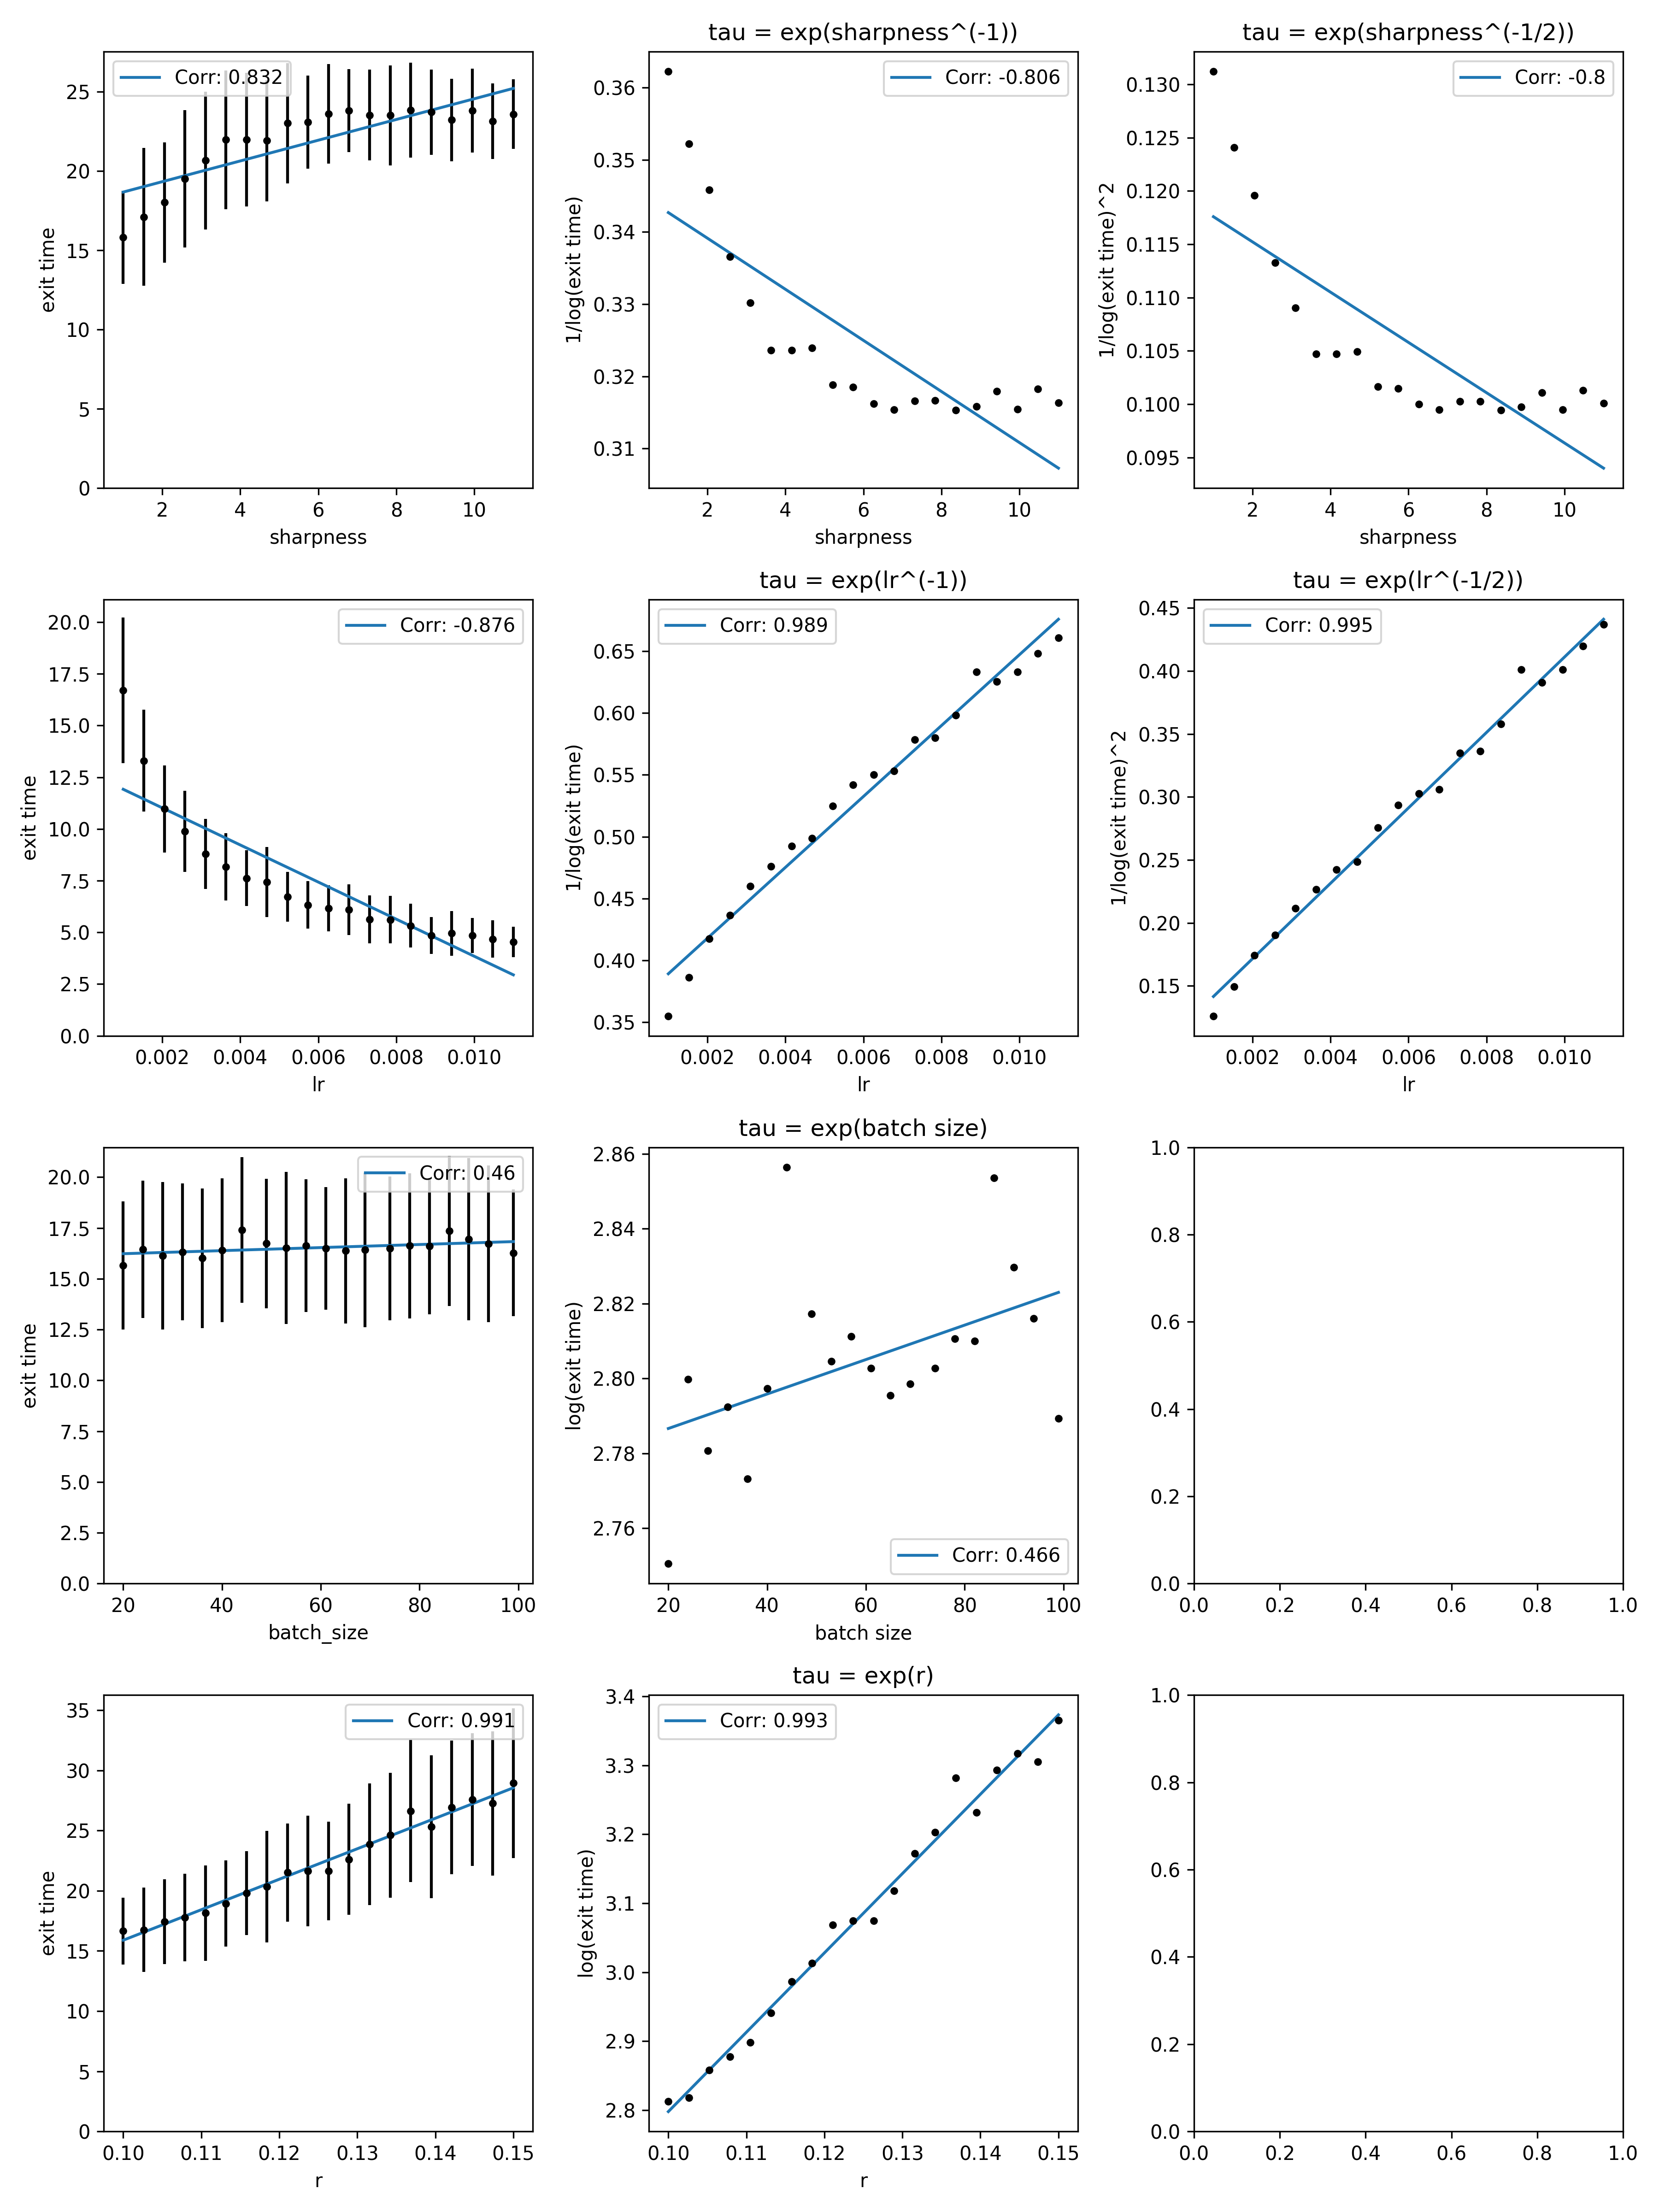 tau = exp(sharpness^(-1))
tau = exp(sharpness^(-1/2))
Corr: 0.832
Corr: -0.806
Corr: -0.8
exit time
25
20
15
10
5
0
2 4 6 8 10
sharpness
1/log(exit time)
0.36
0.35
0.34
0.33
0.32
0.31
2 4 6 8 10
sharpness
1/log(exit time)^2
0.130
0.125
0.120
0.115
0.110
0.105
0.100
0.095
2 4 6 8 10
sharpness
tau = exp(lr^(-1))
tau = exp(lr^(-1/2))
Corr: -0.876
Corr: 0.989
Corr: 0.995
exit time
20.0
17.5
15.0
12.5
10.0
7.5
5.0
2.5
0.0
0.002 0.004 0.006 0.008 0.010
lr
1/log(exit time)
0.65
0.60
0.55
0.50
0.45
0.40
0.35
0.002 0.004 0.006 0.008 0.010
lr
1/log(exit time)^2
0.45
0.40
0.35
0.30
0.25
0.20
0.15
0.002 0.004 0.006 0.008 0.010
lr
tau = exp(batch size)
Corr: 0.46
exit time
20.0
17.5
15.0
12.5
10.0
7.5
5.0
2.5
0.0
20 40 60 80 100
batch_size
log(exit time)
2.86
2.84
2.82
2.80
2.78
2.76
Corr: 0.466
20 40 60 80 100
batch size
1.0
0.8
0.6
0.4
0.2
0.0
0.0 0.2 0.4 0.6 0.8 1.0
tau = exp(r)
Corr: 0.991
Corr: 0.993
exit time
35
30
25
20
15
10
5
0
0.10 0.11 0.12 0.13 0.14 0.15
r
log(exit time)
3.4
3.3
3.2
3.1
3.0
2.9
2.8
0.10 0.11 0.12 0.13 0.14 0.15
r
1.0
0.8
0.6
0.4
0.2
0.0
0.0 0.2 0.4 0.6 0.8 1.0